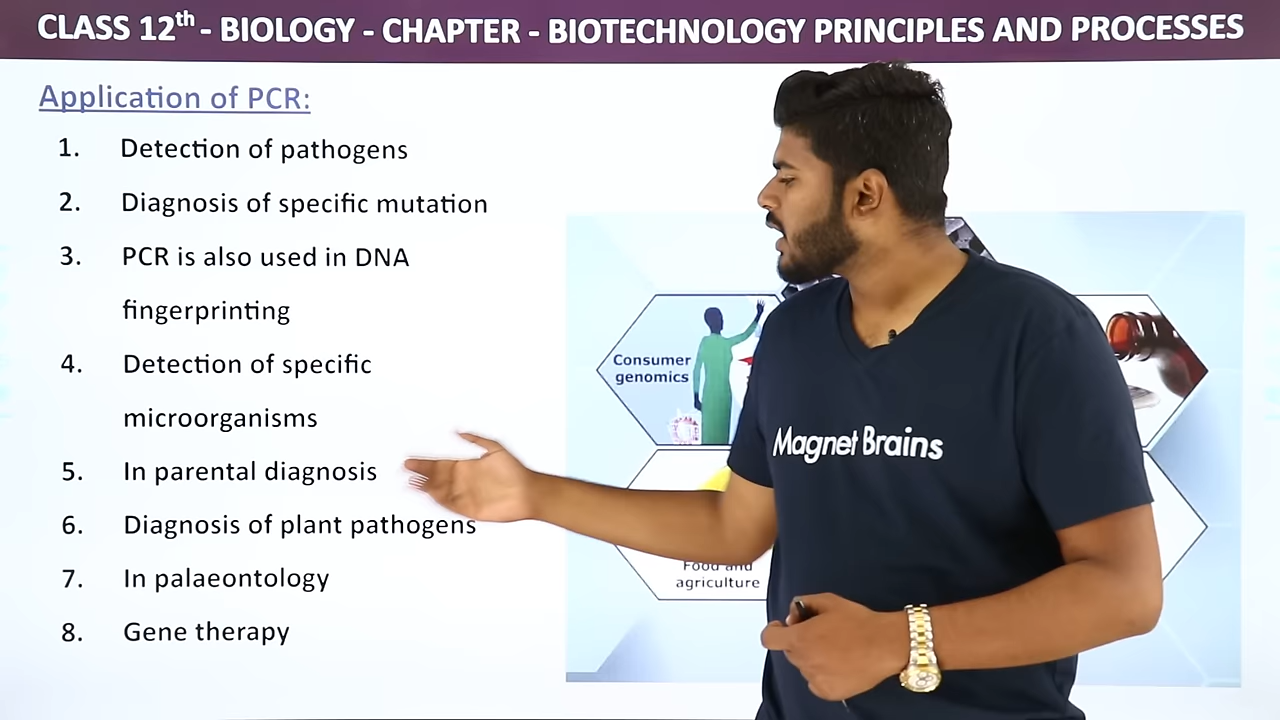 CLASS 12th - BIOLOGY - CHAPTER - BIOTECHNOLOGY PRINCIPLES AND PROCESSES
Application of PCR:
1. Detection of pathogens
2. Diagnosis of specific mutation
3. PCR is also used in DNA
fingerprinting
4. Detection of specific
microorganisms
5. In parental diagnosis
6. Diagnosis of plant pathogens
7. In palaeontology
8. Gene therapy
Consumer
genomics
Food and
agriculture
Magnet Brains